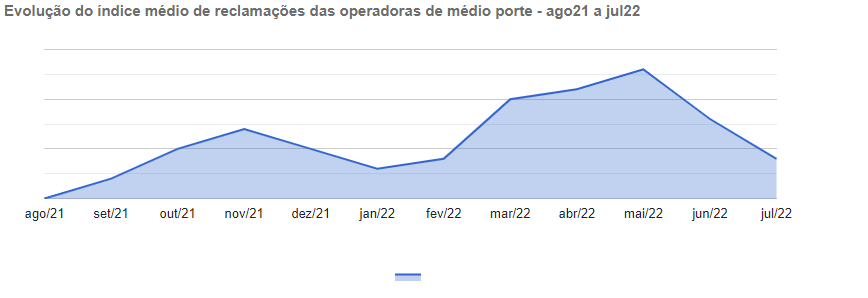 Evolução do índice médio de reclamações das operadoras de médio porte - ago21 a jul22
ago/21 set/21 out/21 nov/21 dez/21 jan/22 fev/22 mar/22 abr/22 mai/22 jun/22 jul/22